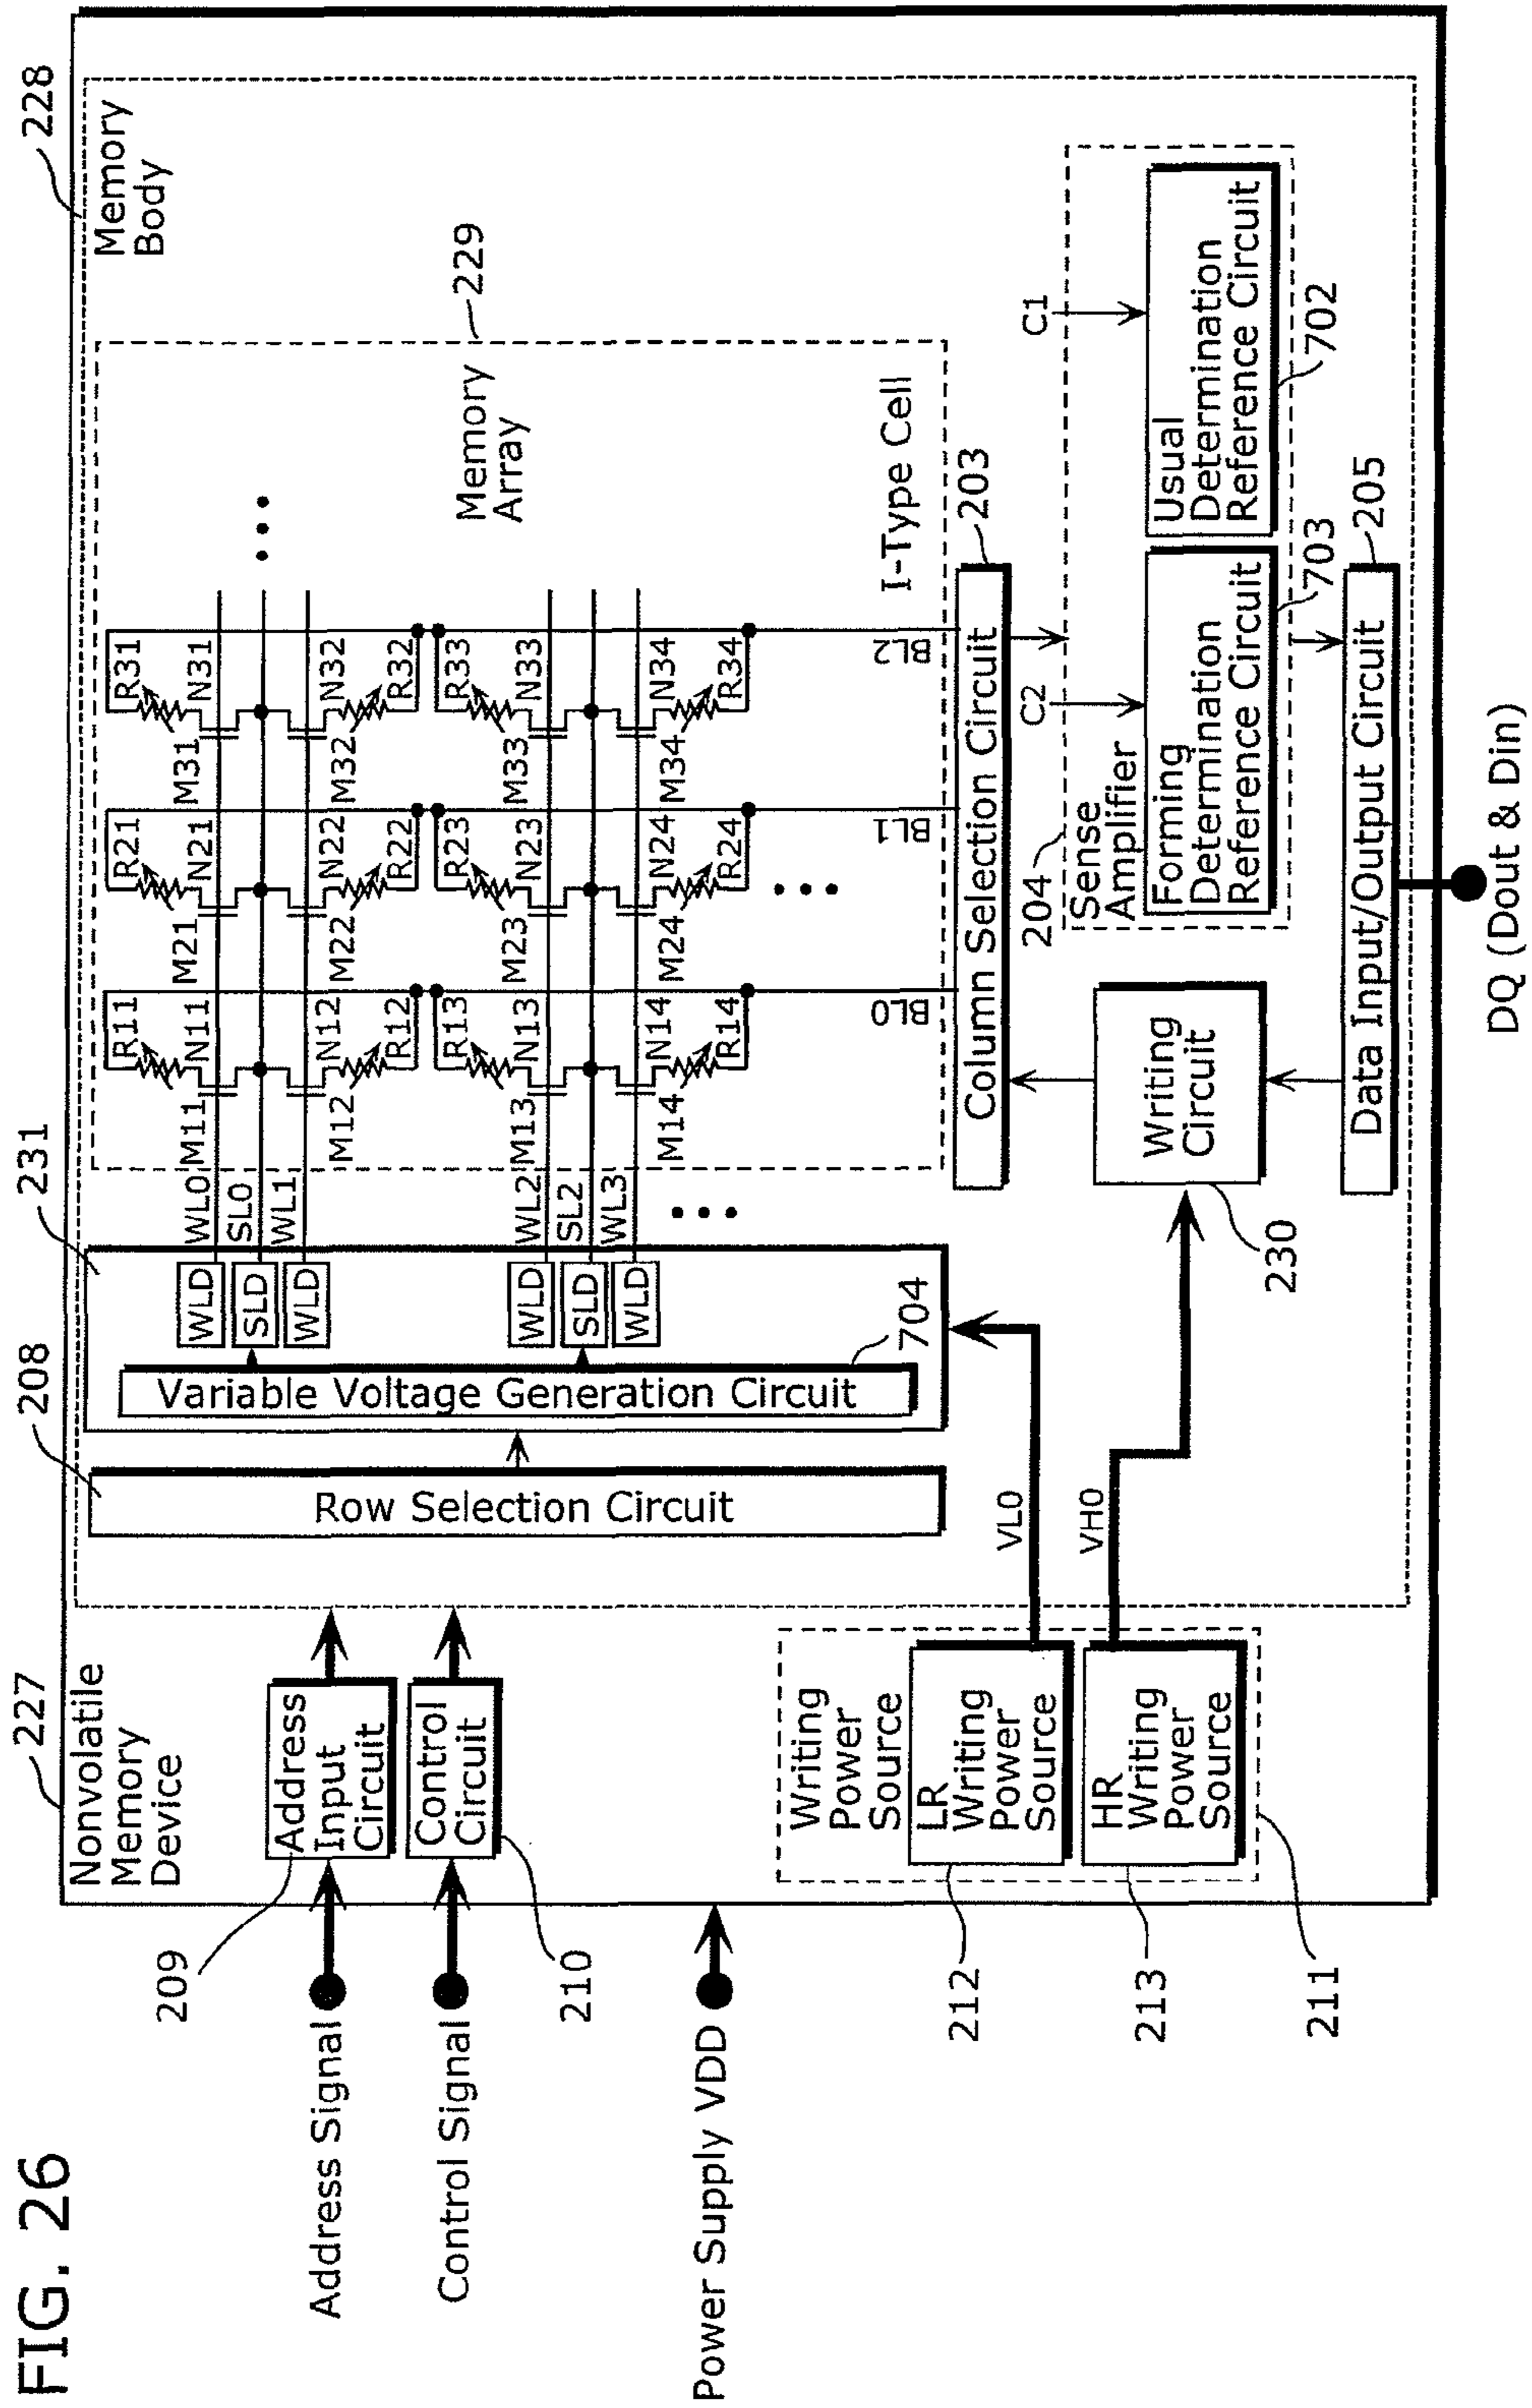 FIG. 26
227
Nonvolatile
Memory
Device
208
231
228
Memory
Body
229
Memory
Array
I-Type Cell
Address Signal
209
Address
Input
Circuit
Control Signal
210
Control
Circuit
Power Supply VDD
Row Selection Circuit
Variable Voltage Generation Circuit
704
WLD
SLD
WLD
WLD
SLD
WLD
WL0
SL0
WL1
WL2
SL2
WL3
R11
M11
N11
M12
N12
R12
R13
M13
N13
M14
N14
R14
R21
M21
N21
M22
N22
R22
R23
M23
N23
M24
N24
R24
R31
M31
N31
M32
N32
R32
R33
M33
N33
M34
N34
R34
BL0
BL1
BL2
Column Selection Circuit
203
Writing
Power
Source
LR
Writing
Power
Source
HR
Writing
Power
Source
212
213
211
VL0
VH0
Writing
Circuit
230
204
Sense
Amplifier
C2
C1
Forming
Determination
Reference Circuit
703
Usual
Determination
Reference Circuit
702
Data Input/Output Circuit
205
DQ (Dout & Din)